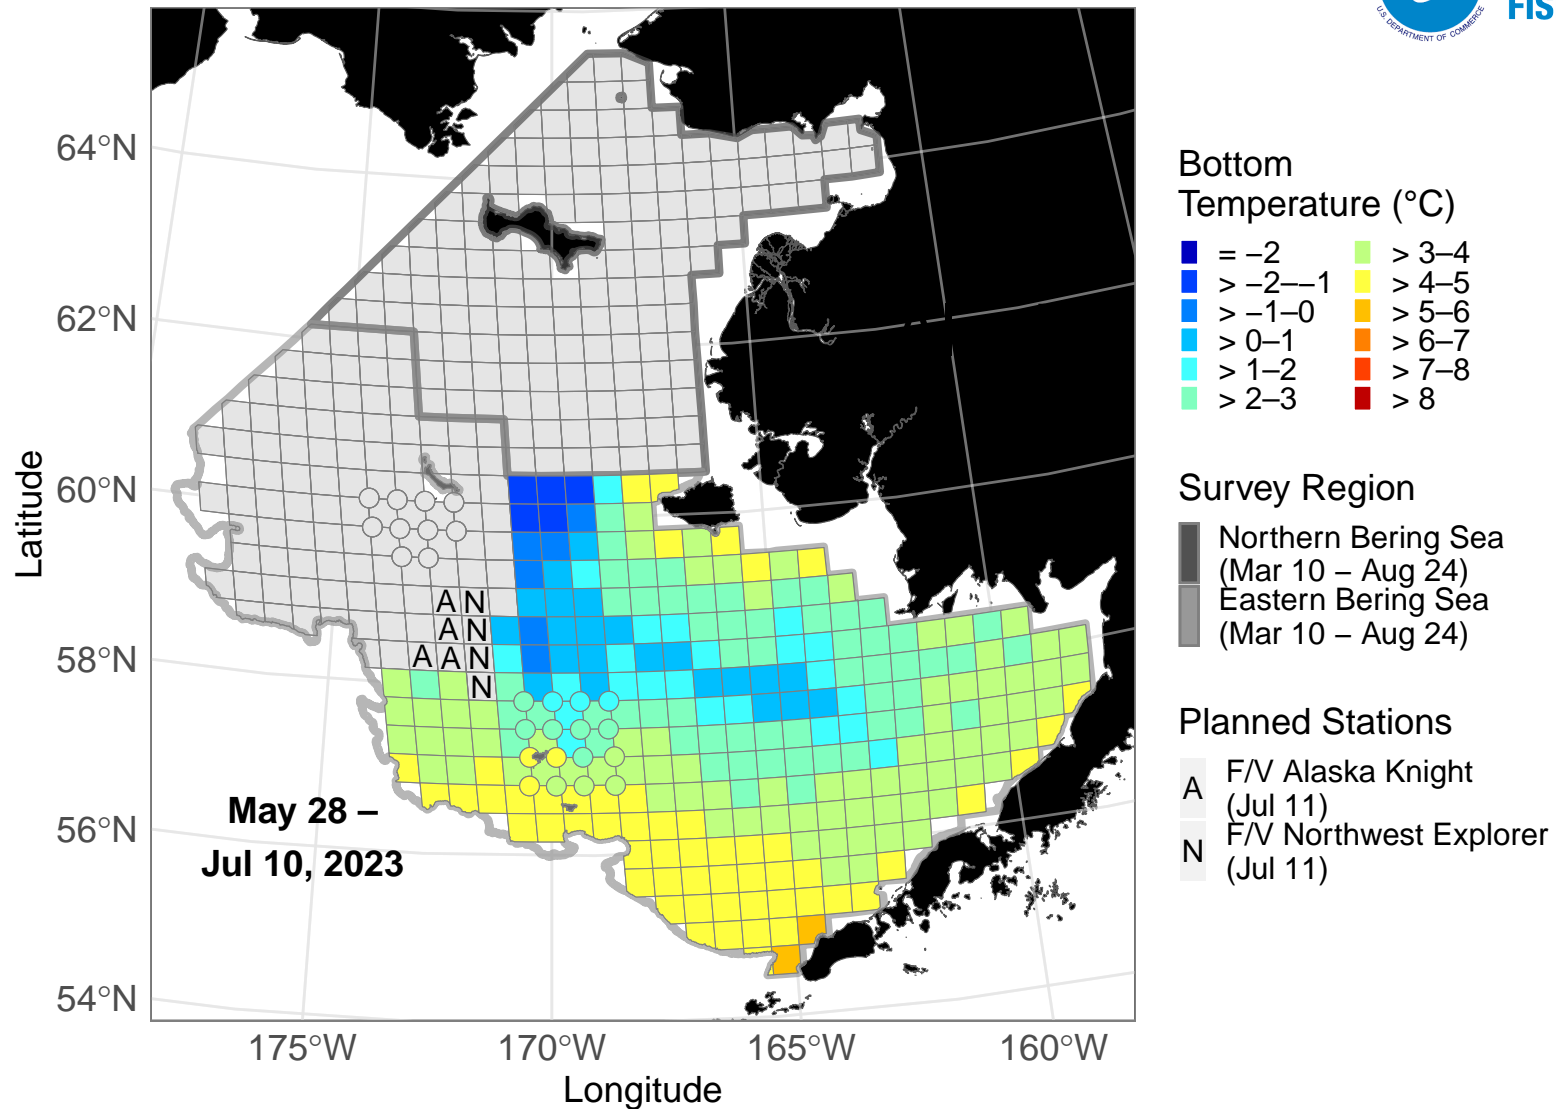 U.S. DEPARTMENT OF COMMERCE
FIS
64°N
62°N
60°N
58°N
56°N
54°N
Latitude
175°W
170°W
165°W
160°W
Longitude
A N
A N
A A N
N
May 28 –
Jul 10, 2023
Bottom
Temperature (°C)
= −2
> −2−−1
> −1−0
> 0−1
> 1−2
> 2−3
> 3−4
> 4−5
> 5−6
> 6−7
> 7−8
> 8
Survey Region
Northern Bering Sea
(Mar 10 − Aug 24)
Eastern Bering Sea
(Mar 10 − Aug 24)
Planned Stations
A F/V Alaska Knight
(Jul 11)
N F/V Northwest Explorer
(Jul 11)